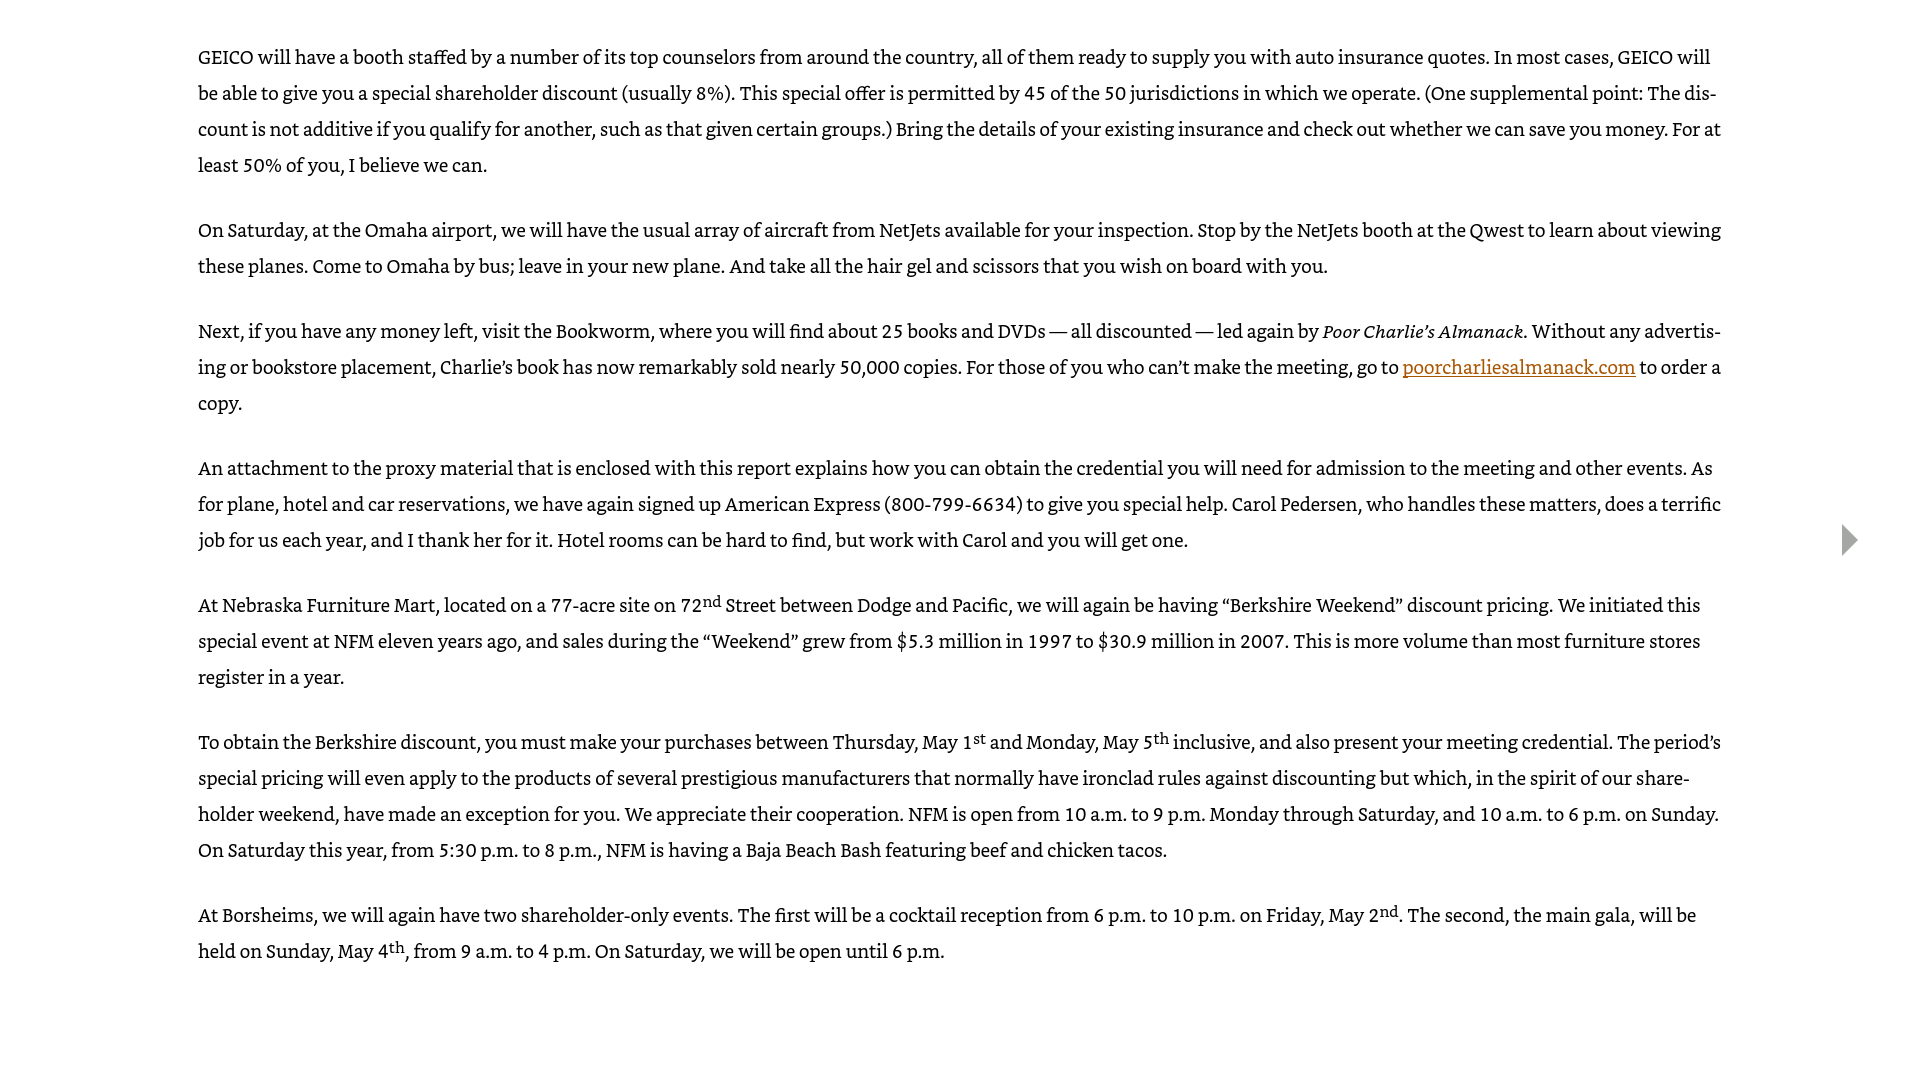 GEICO will have a booth staffed by a number of its top counselors from around the country, all of them ready to supply you with auto insurance quotes. In most cases, GEICO will
be able to give you a special shareholder discount (usually 8%). This special offer is permitted by 45 of the 50 jurisdictions in which we operate. (One supplemental point: The dis-
count is not additive if you qualify for another, such as that given certain groups.) Bring the details of your existing insurance and check out whether we can save you money. For at
least 50% of you, I believe we can.
On Saturday, at the Omaha airport, we will have the usual array of aircraft from NetJets available for your inspection. Stop by the NetJets booth at the Qwest to learn about viewing
these planes. Come to Omaha by bus; leave in your new plane. And take all the hair gel and scissors that you wish on board with you.
Next, if you have any money left, visit the Bookworm, where you will find about 25 books and DVDs — all discounted — led again by Poor Charlie’s Almanack. Without any advertis-
ing or bookstore placement, Charlie’s book has now remarkably sold nearly 50,000 copies. For those of you who can’t make the meeting, go to poorcharliesalmanack.com to order a
copy.
An attachment to the proxy material that is enclosed with this report explains how you can obtain the credential you will need for admission to the meeting and other events. As
for plane, hotel and car reservations, we have again signed up American Express (800-799-6634) to give you special help. Carol Pedersen, who handles these matters, does a terrific
job for us each year, and I thank her for it. Hotel rooms can be hard to find, but work with Carol and you will get one.
At Nebraska Furniture Mart, located on a 77-acre site on 72nd Street between Dodge and Pacific, we will again be having “Berkshire Weekend” discount pricing. We initiated this
special event at NFM eleven years ago, and sales during the “Weekend” grew from $5.3 million in 1997 to $30.9 million in 2007. This is more volume than most furniture stores
register in a year.
To obtain the Berkshire discount, you must make your purchases between Thursday, May 1st and Monday, May 5th inclusive, and also present your meeting credential. The period’s
special pricing will even apply to the products of several prestigious manufacturers that normally have ironclad rules against discounting but which, in the spirit of our share-
holder weekend, have made an exception for you. We appreciate their cooperation. NFM is open from 10 a.m. to 9 p.m. Monday through Saturday, and 10 a.m. to 6 p.m. on Sunday.
On Saturday this year, from 5:30 p.m. to 8 p.m., NFM is having a Baja Beach Bash featuring beef and chicken tacos.
At Borsheims, we will again have two shareholder-only events. The first will be a cocktail reception from 6 p.m. to 10 p.m. on Friday, May 2nd. The second, the main gala, will be
held on Sunday, May 4th, from 9 a.m. to 4 p.m. On Saturday, we will be open until 6 p.m.